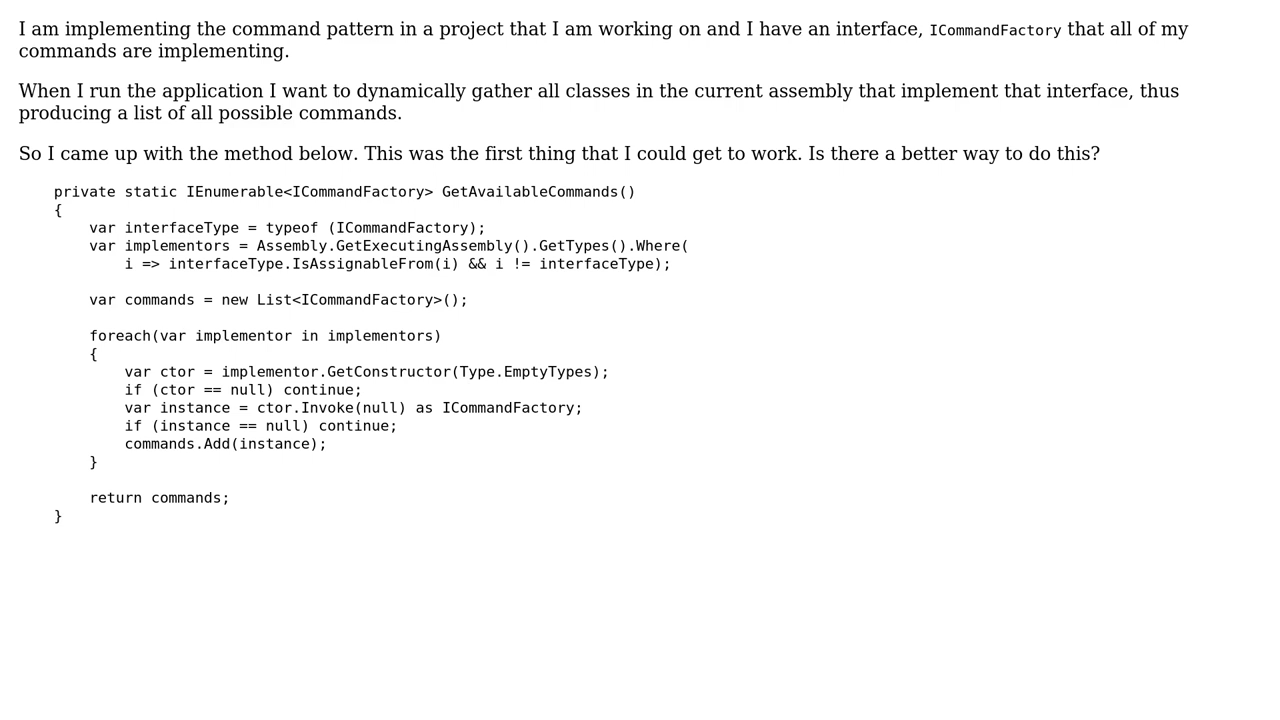 I am implementing the command pattern in a project that I am working on and I have an interface, ICommandFactory that all of my
commands are implementing.
When I run the application I want to dynamically gather all classes in the current assembly that implement that interface, thus
producing a list of all possible commands.
So I came up with the method below. This was the first thing that I could get to work. Is there a better way to do this?
    private static IEnumerable<ICommandFactory> GetAvailableCommands()
    {
        var interfaceType = typeof (ICommandFactory);
        var implementors = Assembly.GetExecutingAssembly().GetTypes().Where(
            i => interfaceType.IsAssignableFrom(i) && i != interfaceType);

        var commands = new List<ICommandFactory>();

        foreach(var implementor in implementors)
        {
            var ctor = implementor.GetConstructor(Type.EmptyTypes);
            if (ctor == null) continue;
            var instance = ctor.Invoke(null) as ICommandFactory;
            if (instance == null) continue;
            commands.Add(instance);
        }

        return commands;
    }